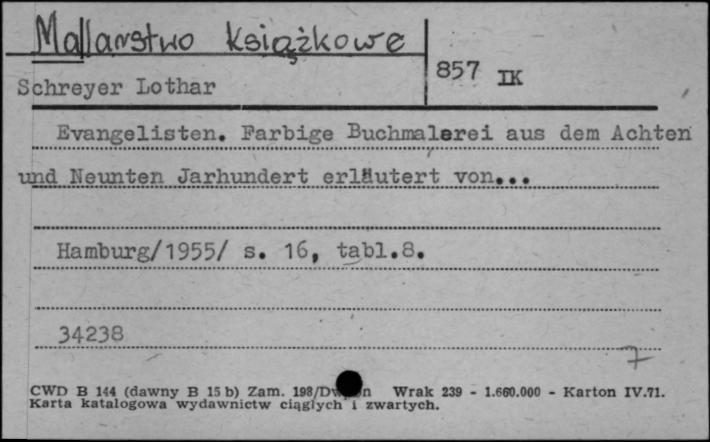 Mallarstwo książkowe
857 IK
Schreyer Lothar
Evangelisten. Farbige Buchmalerei aus dem Achten
und Neunten Jarhundert erläutert von...
Hamburg/1955/ s. 16, tabl.8.
34238
7
CWD B 144 (dawny B 15 b) Zam. 198/ Wrak 239 - 1.660.000 - Karton IV.71.
Karta katalogowa wydawnictw ciągłych i zwartych.